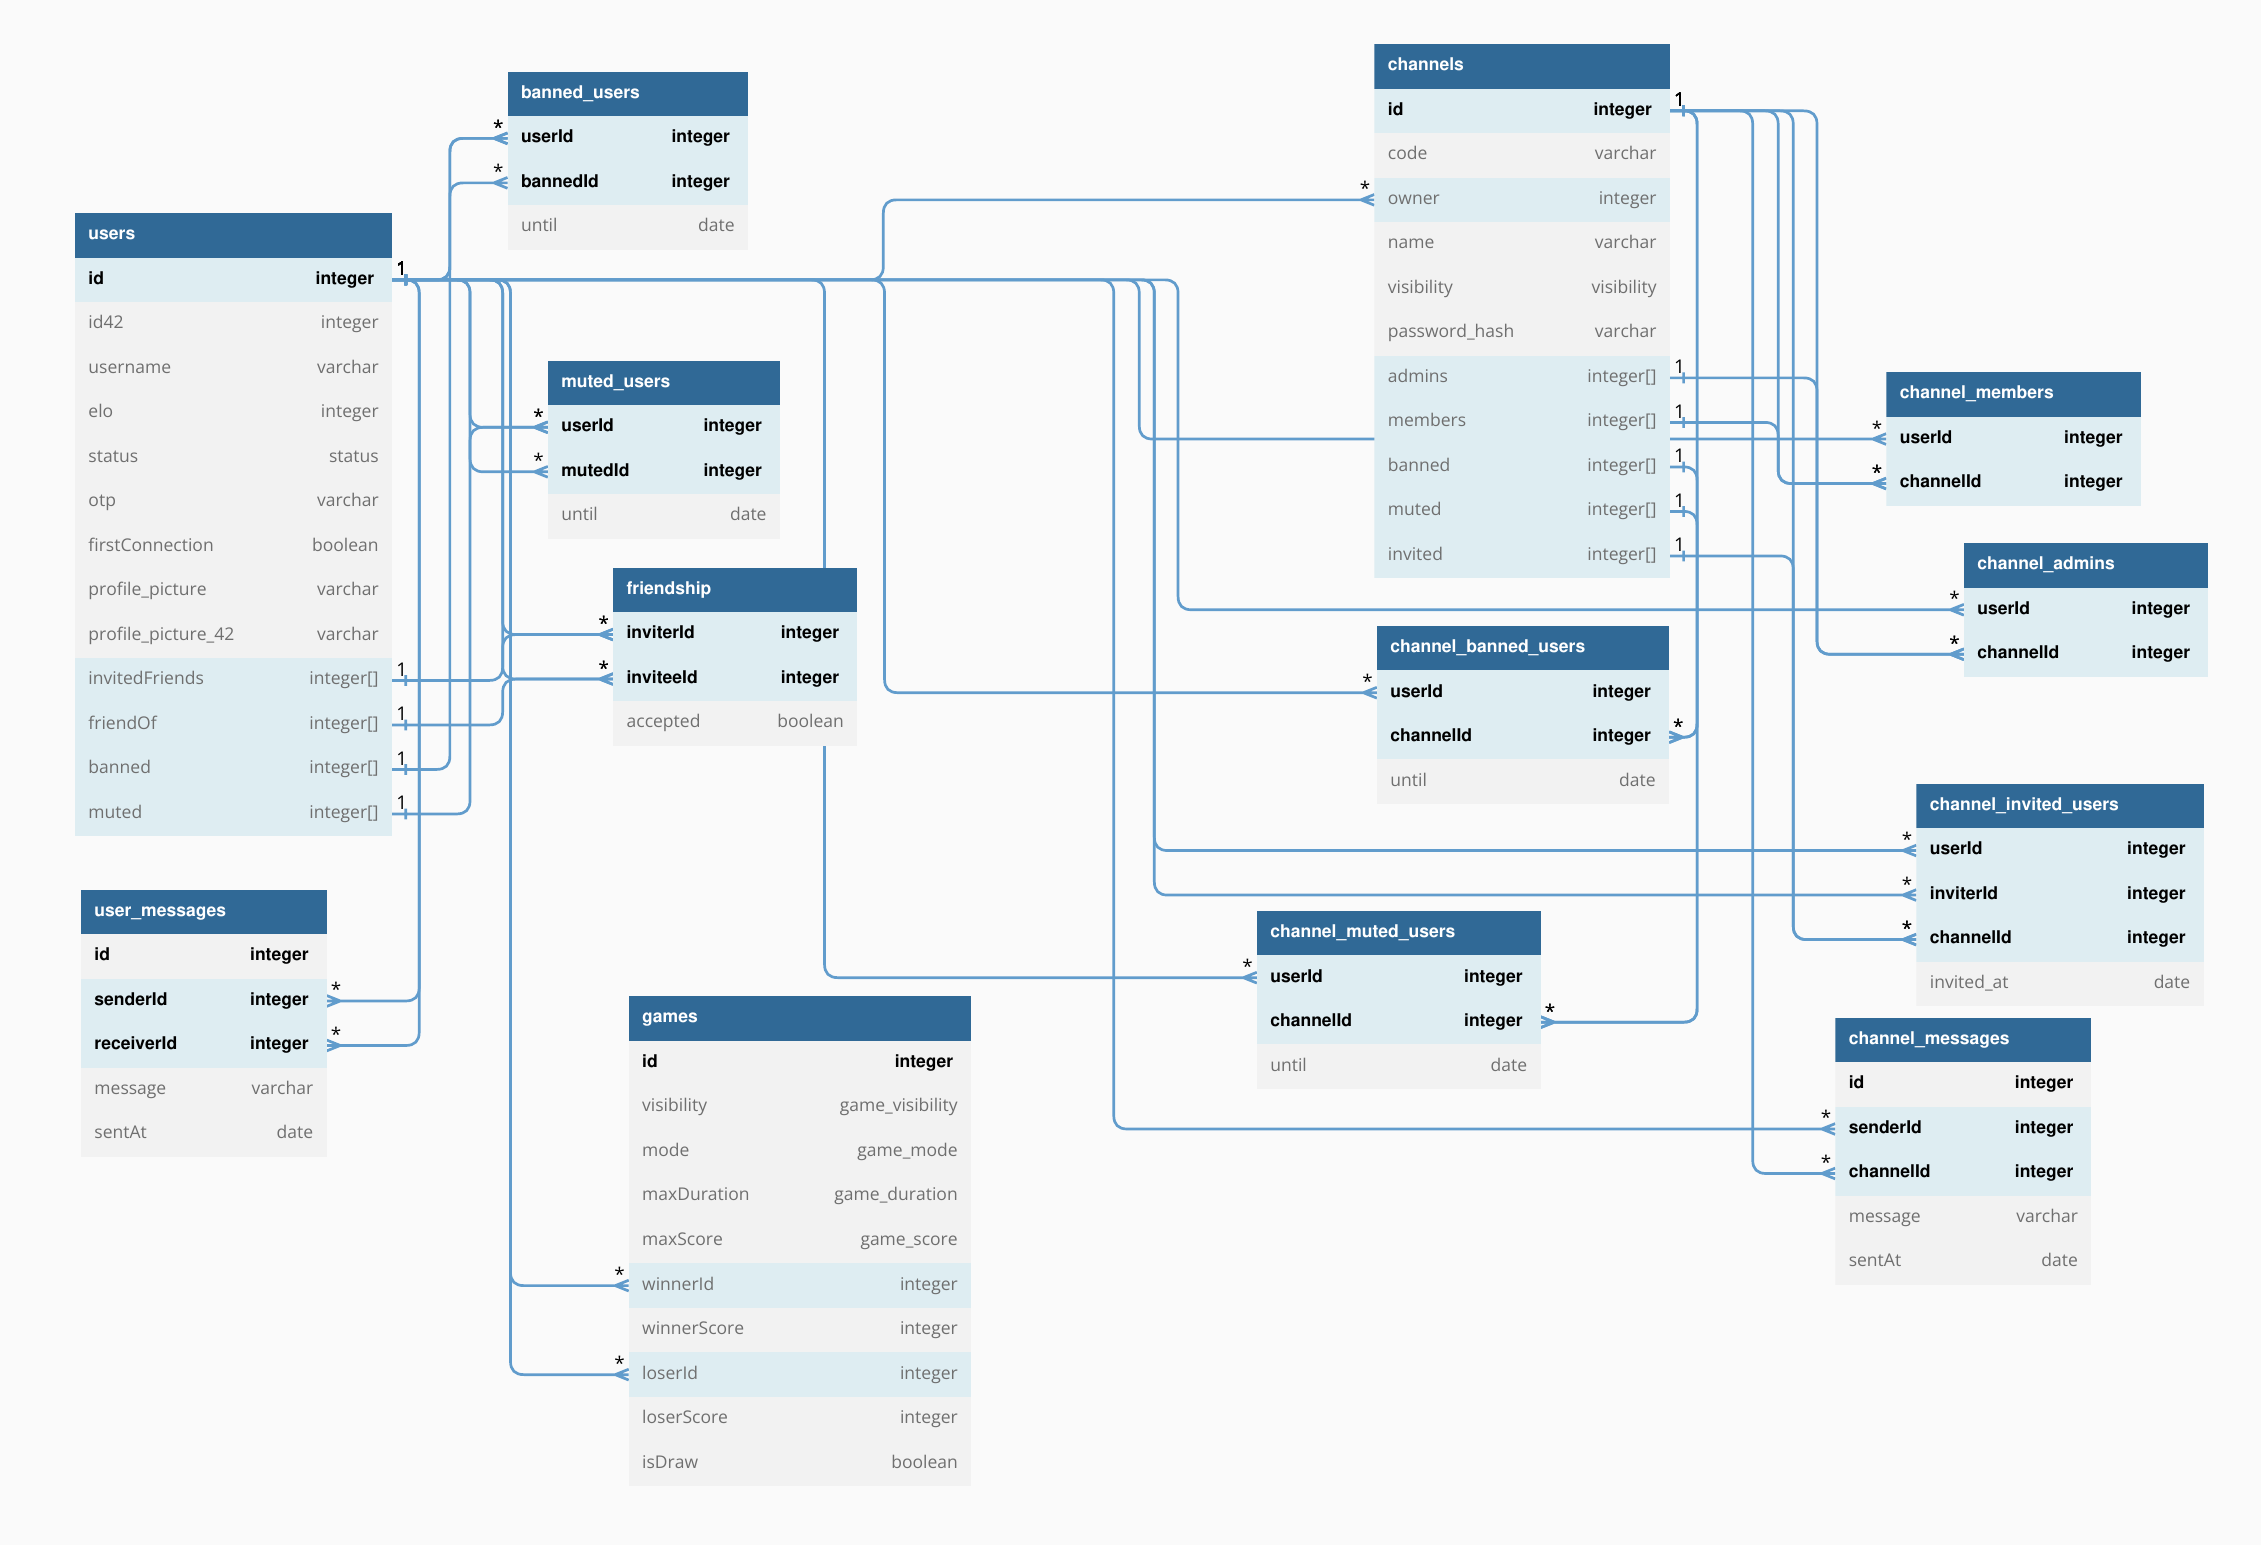 banned_users
* userId integer
* bannedId integer
until date
users
id integer 1
id42 integer
username varchar
elo integer
status status
otp varchar
firstConnection boolean
profile_picture varchar
profile_picture_42 varchar
invitedFriends integer[] 1
friendOf integer[] 1
banned integer[] 1
muted integer[] 1
muted_users
* userId integer
* mutedId integer
until date
friendship
* inviterId integer
* inviteeId integer
accepted boolean
user_messages
id integer
senderId integer *
receiverId integer *
message varchar
sentAt date
games
id integer
visibility game_visibility
mode game_mode
maxDuration game_duration
maxScore game_score
* winnerId integer
winnerScore integer
* loserId integer
loserScore integer
isDraw boolean
channels
id integer 1
code varchar
* owner integer
name varchar
visibility visibility
password_hash varchar
admins integer[] 1
members integer[] 1
banned integer[] 1
muted integer[] 1
invited integer[] 1
channel_banned_users
* userId integer
channelId integer *
until date
channel_muted_users
* userId integer
channelId integer *
until date
channel_members
* userId integer
* channelId integer
channel_admins
* userId integer
* channelId integer
channel_invited_users
* userId integer
* inviterId integer
* channelId integer
invited_at date
channel_messages
id integer
* senderId integer
* channelId integer
message varchar
sentAt date